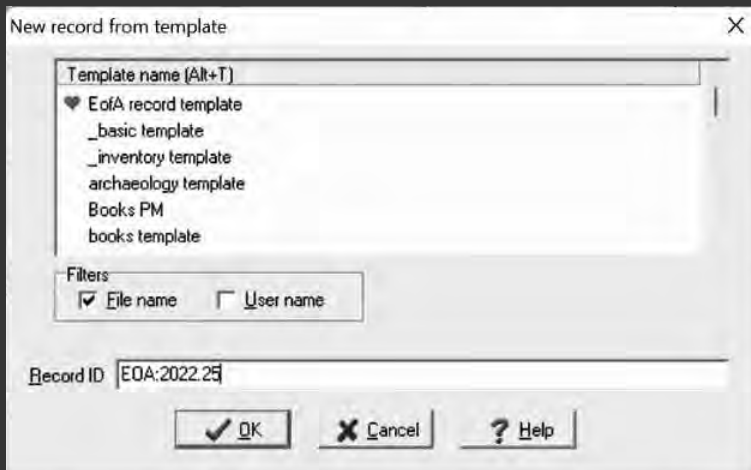 New record from template
Template name (Alt+T)
EofA record template
_basic template
_inventory template
archaeology template
Books PM
books template
Filters
File name User name
Record ID EOA:2022.25
OK Cancel Help